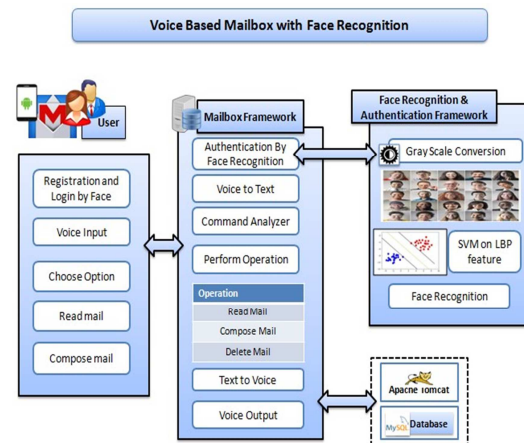 Voice Based Mailbox with Face Recognition
User
Registration and
Login by Face
Voice Input
Choose Option
Read mail
Compose mail
Mailbox Framework
Authentication By
Face Recognition
Voice to Text
Command Analyzer
Perform Operation
Operation
Read Mail
Compose Mail
Delete Mail
Text to Voice
Voice Output
Face Recognition &
Authentication Framework
Gray Scale Conversion
SVM on LBP
feature
Face Recognition
Apache Tomcat
MySQL Database